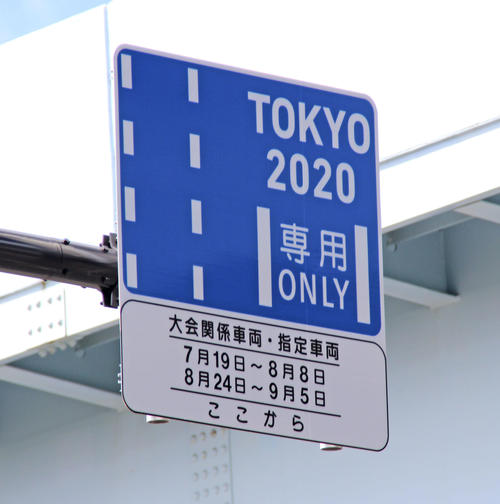 TOKYO
2020
専用
ONLY
大会関係車両・指定車両
7月19日～8月8日
8月24日～9月5日
ここから